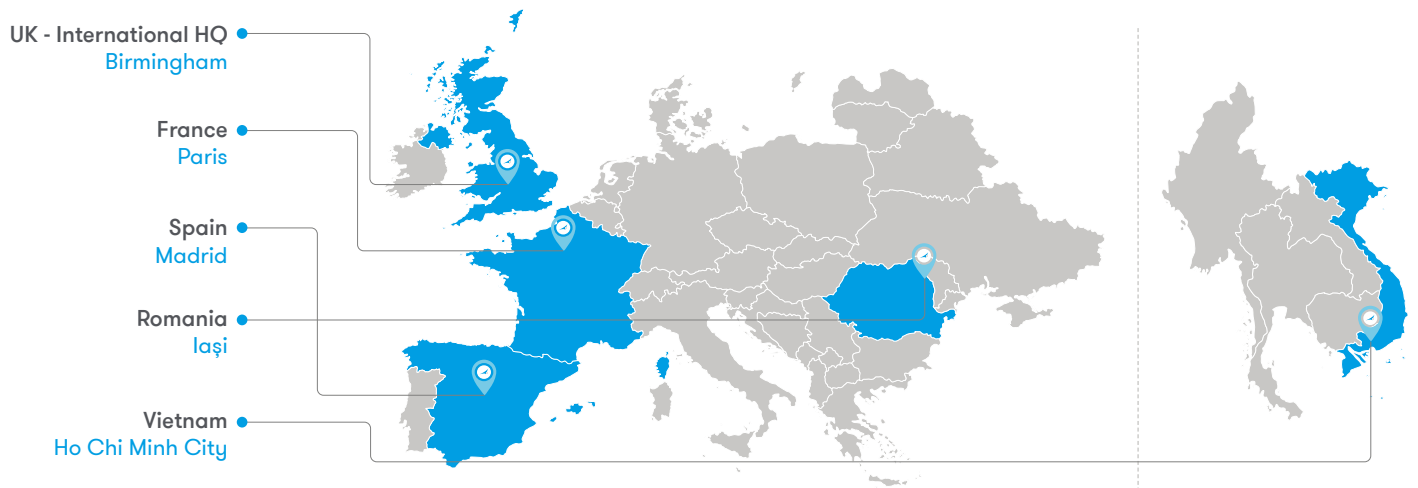 UK - International HQ
Birmingham
France
Paris
Spain
Madrid
Romania
Iași
Vietnam
Ho Chi Minh City